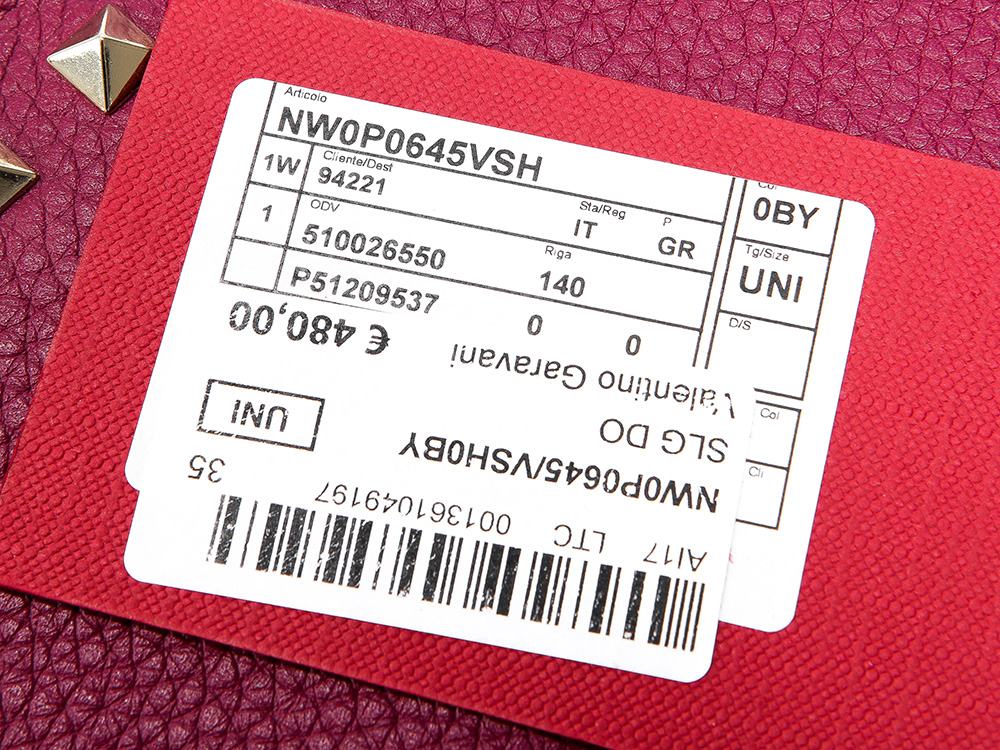 Articolo
NW0P0645VSH
1W
Cliente/Dest
94221
Sta/Reg
IT
P
GR
1
ODV
510026550
Riga
140
P51209537
0
0
Col
0BY
Tg/Size
UNI
D/S
Col
Cli
Valentino Garavani
€ 480,00
SLG DO
UNI
NW0P0645/VSH0BY
AI17 LTC 001361049197 35